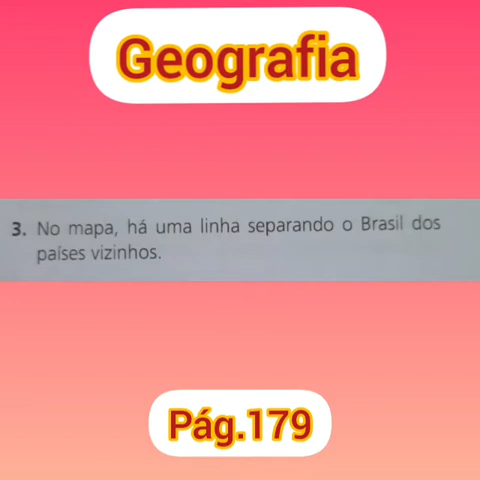 Geografia
3. No mapa, há uma linha separando o Brasil dos
países vizinhos.
Pág.179